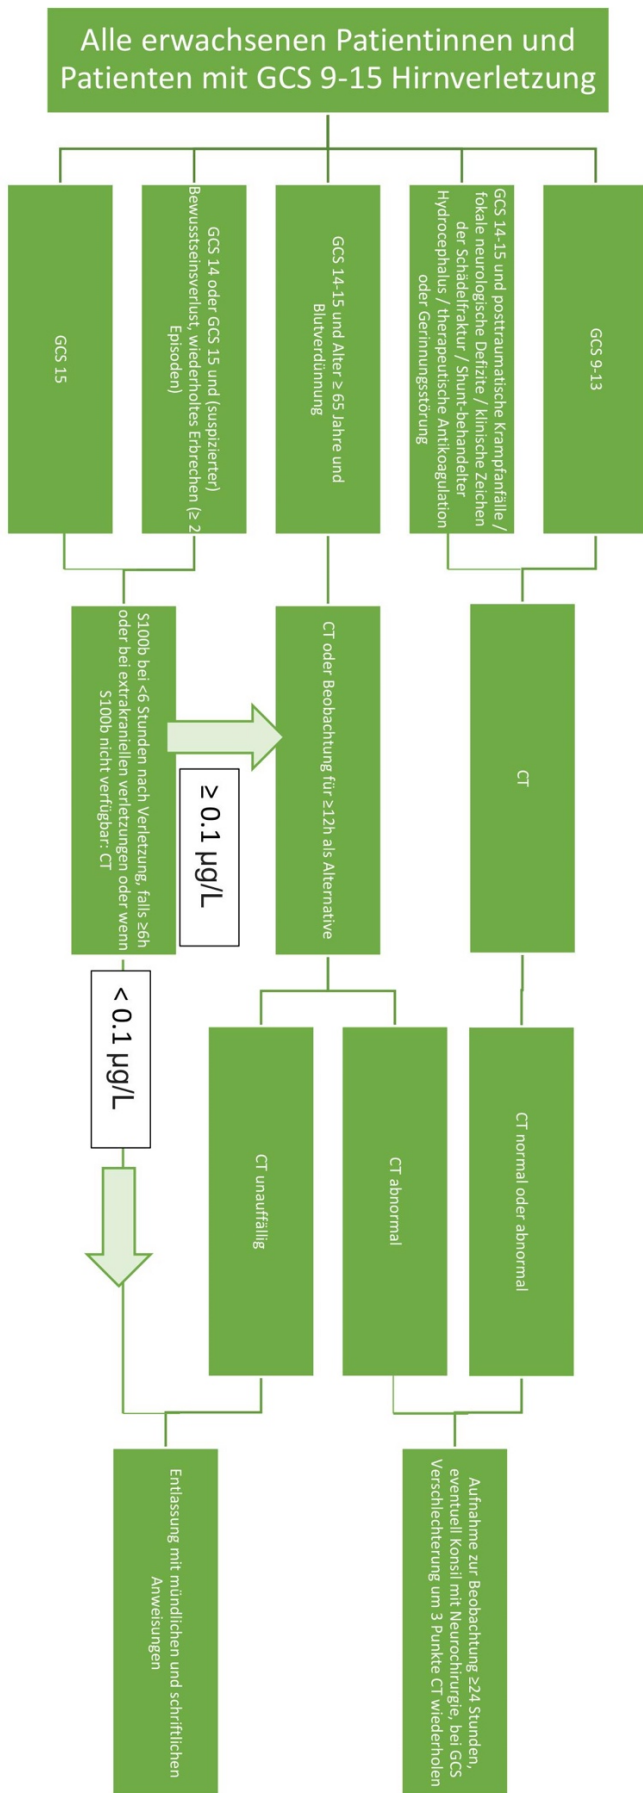 Alle erwachsenen Patientinnen und
Patienten mit GCS 9-15 Hirnverletzung
GCS 9-13
GCS 14-15 und posttraumatische Krampfanfälle /
fokale neurologische Defizite / klinische Zeichen
der Schädelfraktur / Shunt-behandelter
Hydrocephalus / therapeutische Antikoagulation
oder Gerinnungsstörung
GCS 14-15 und Alter ≥ 65 Jahre und
Blutverdünnung
GCS 14 oder GCS 15 und (suspizierter)
Bewusstseinsverlust, wiederholtes Erbrechen (≥ 2
Episoden)
GCS 15
CT
CT oder Beobachtung für ≥12h als Alternative
S100b bei <6 Stunden nach Verletzung, falls ≥6h
oder bei extrakraniellen verletzungen oder wenn
S100b nicht verfügbar: CT
≥ 0.1 µg/L
< 0.1 µg/L
CT normal oder abnormal
CT abnormal
CT unauffällig
Aufnahme zur Beobachtung ≥24 Stunden,
eventuell Konsil mit Neurochirurgie, bei GCS
Verschlechterung um 3 Punkte CT wiederholen
Entlassung mit mündlichen und schriftlichen
Anweisungen